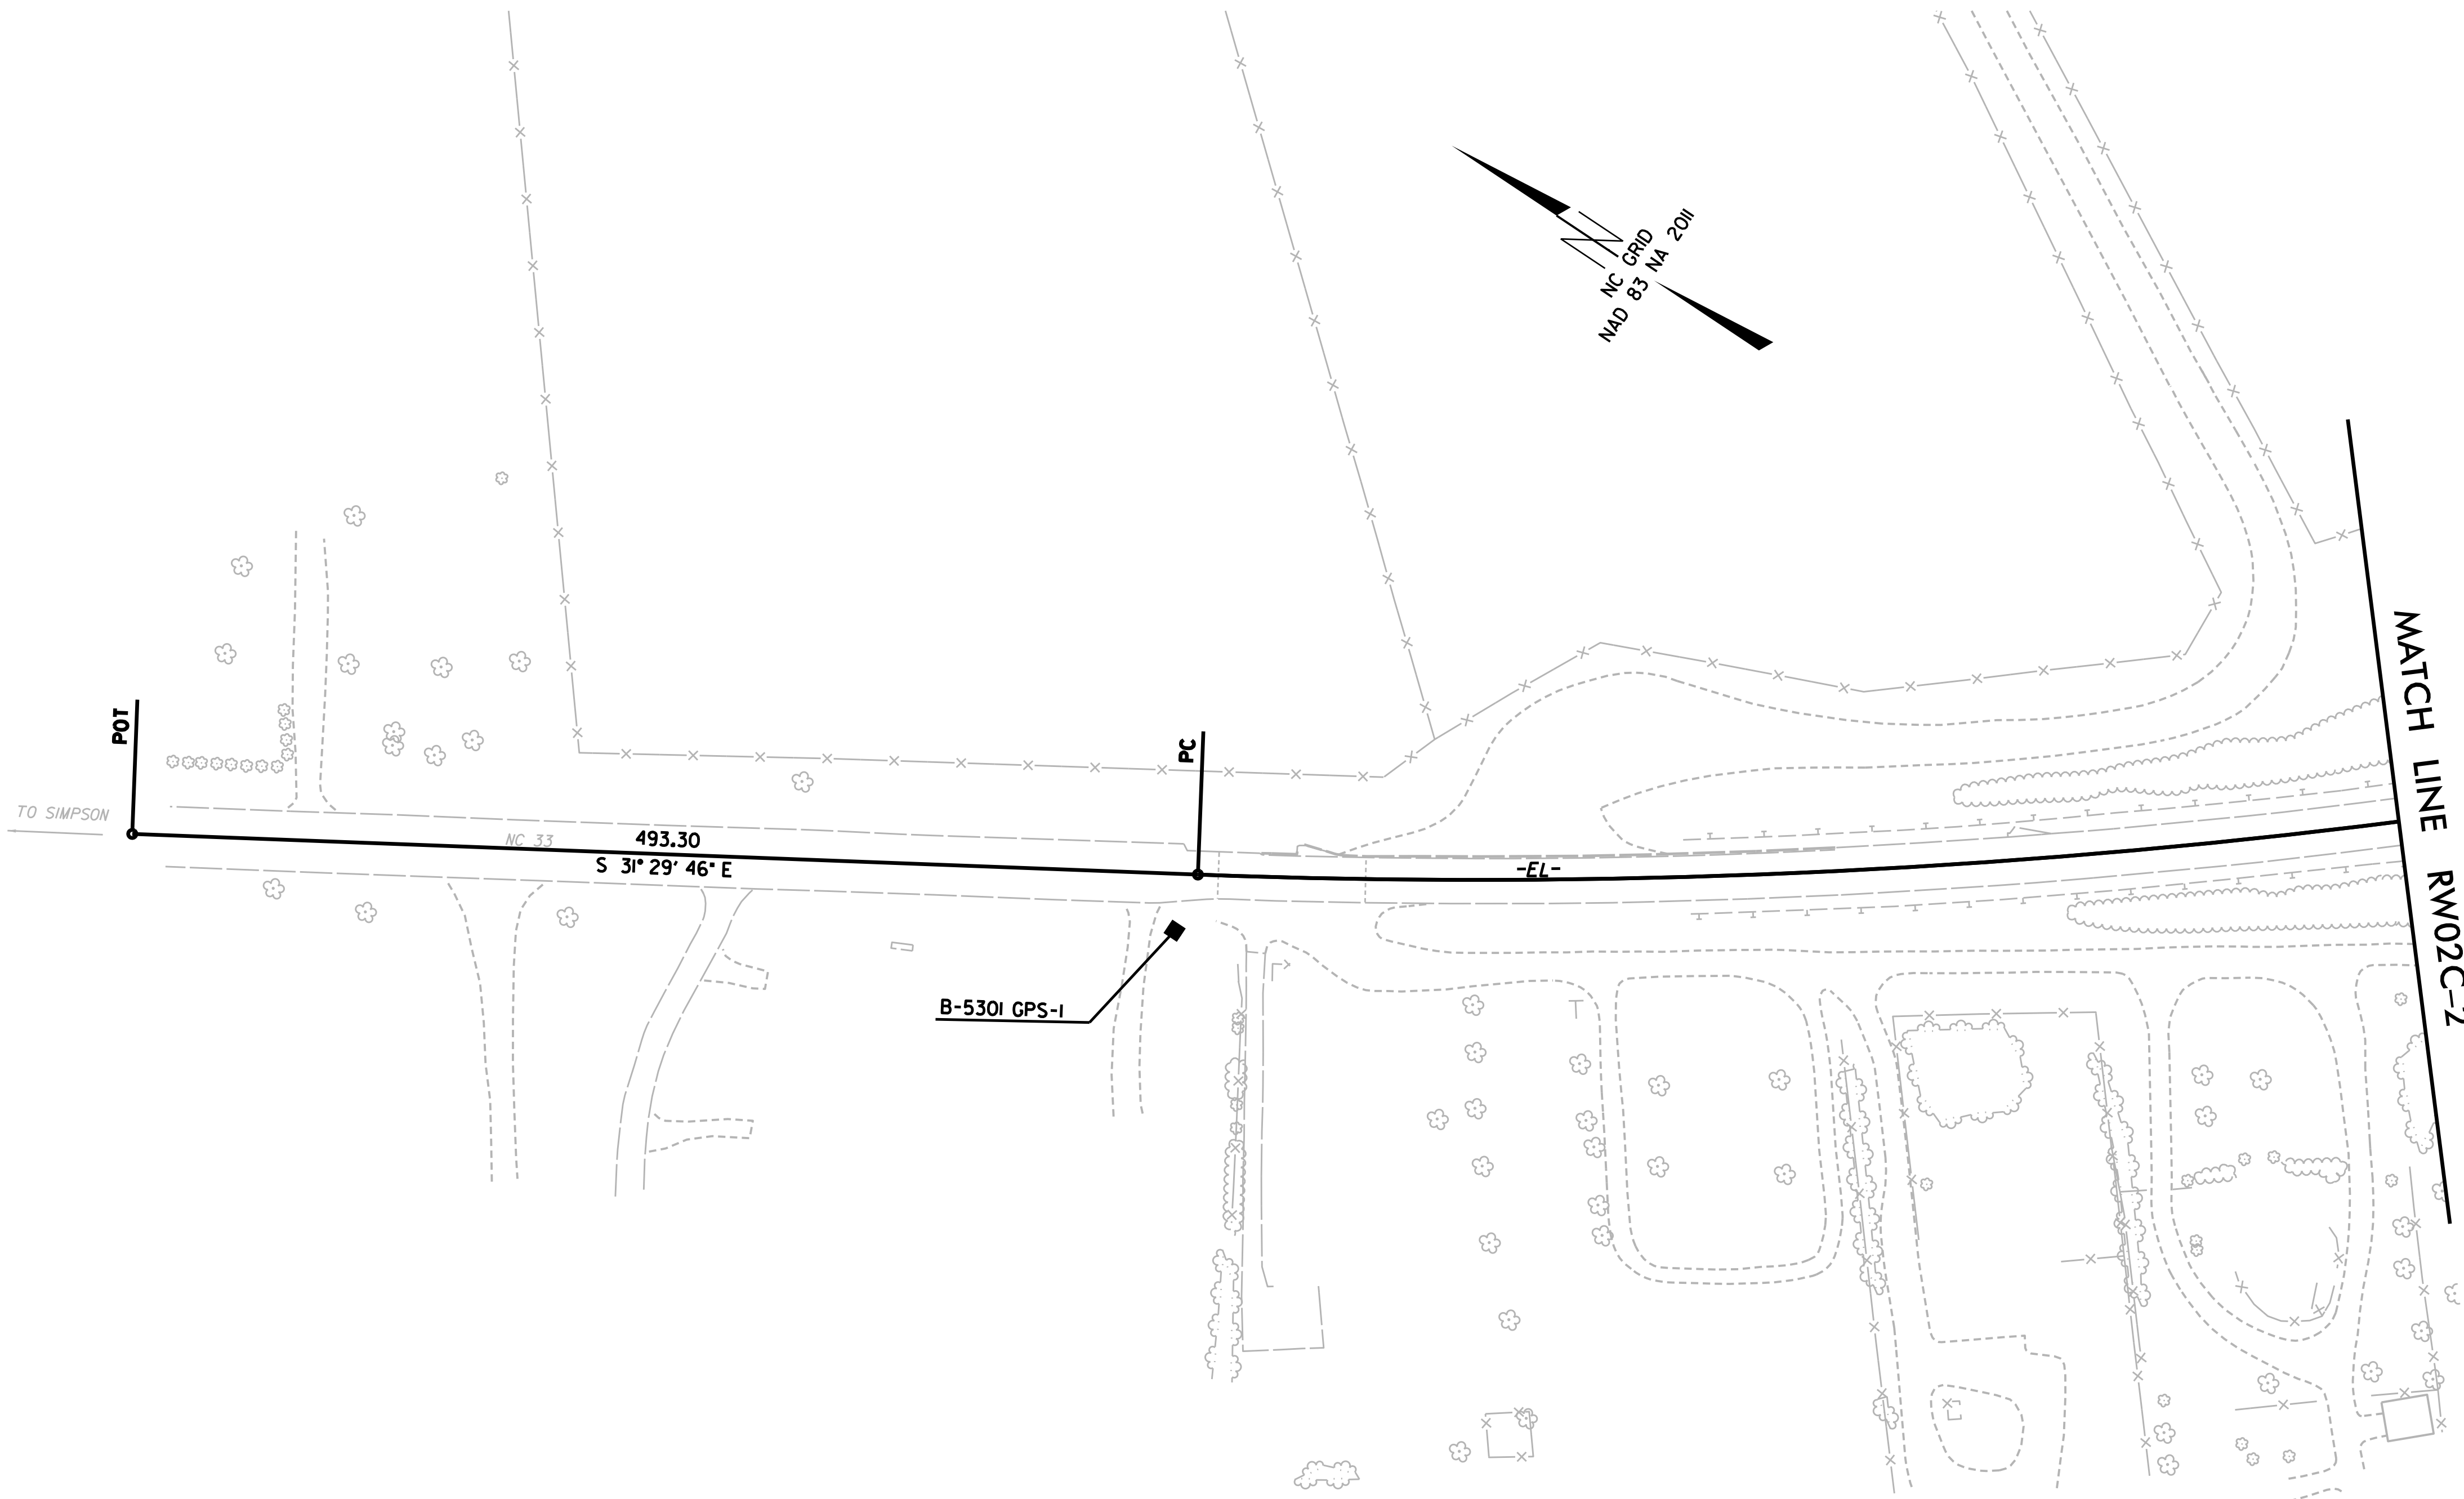 NC GRID
NAD 83 NA 2011
POT
PC
TO SIMPSON
NC 33
493.30
S 31° 29' 46" E
-EL-
B-5301 GPS-1
MATCH LINE RW02C-2